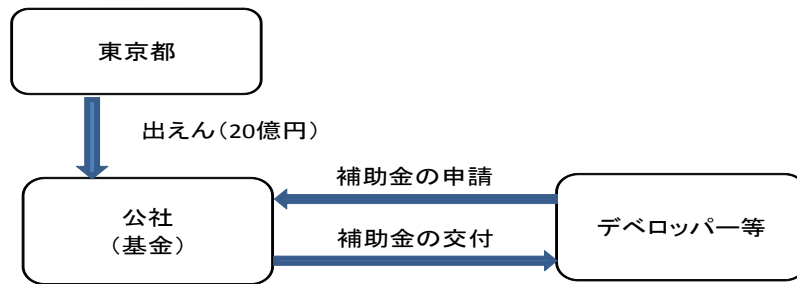 東京都
出えん(20億円)
補助金の申請
公社
(基金)
デベロッパー等
補助金の交付